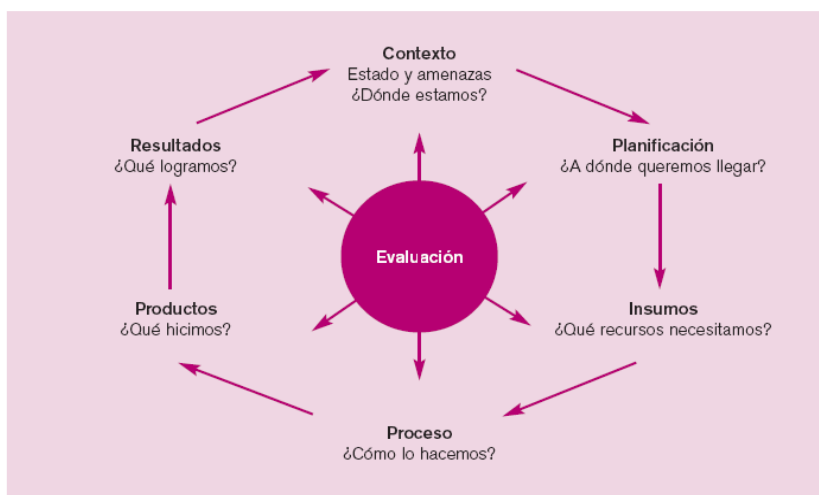 Contexto
Estado y amenazas
¿Dónde estamos?
Resultados
¿Qué logramos?
Planificación
¿A dónde queremos llegar?
Evaluación
Productos
¿Qué hicimos?
Insumos
¿Qué recursos necesitamos?
Proceso
¿Cómo lo hacemos?